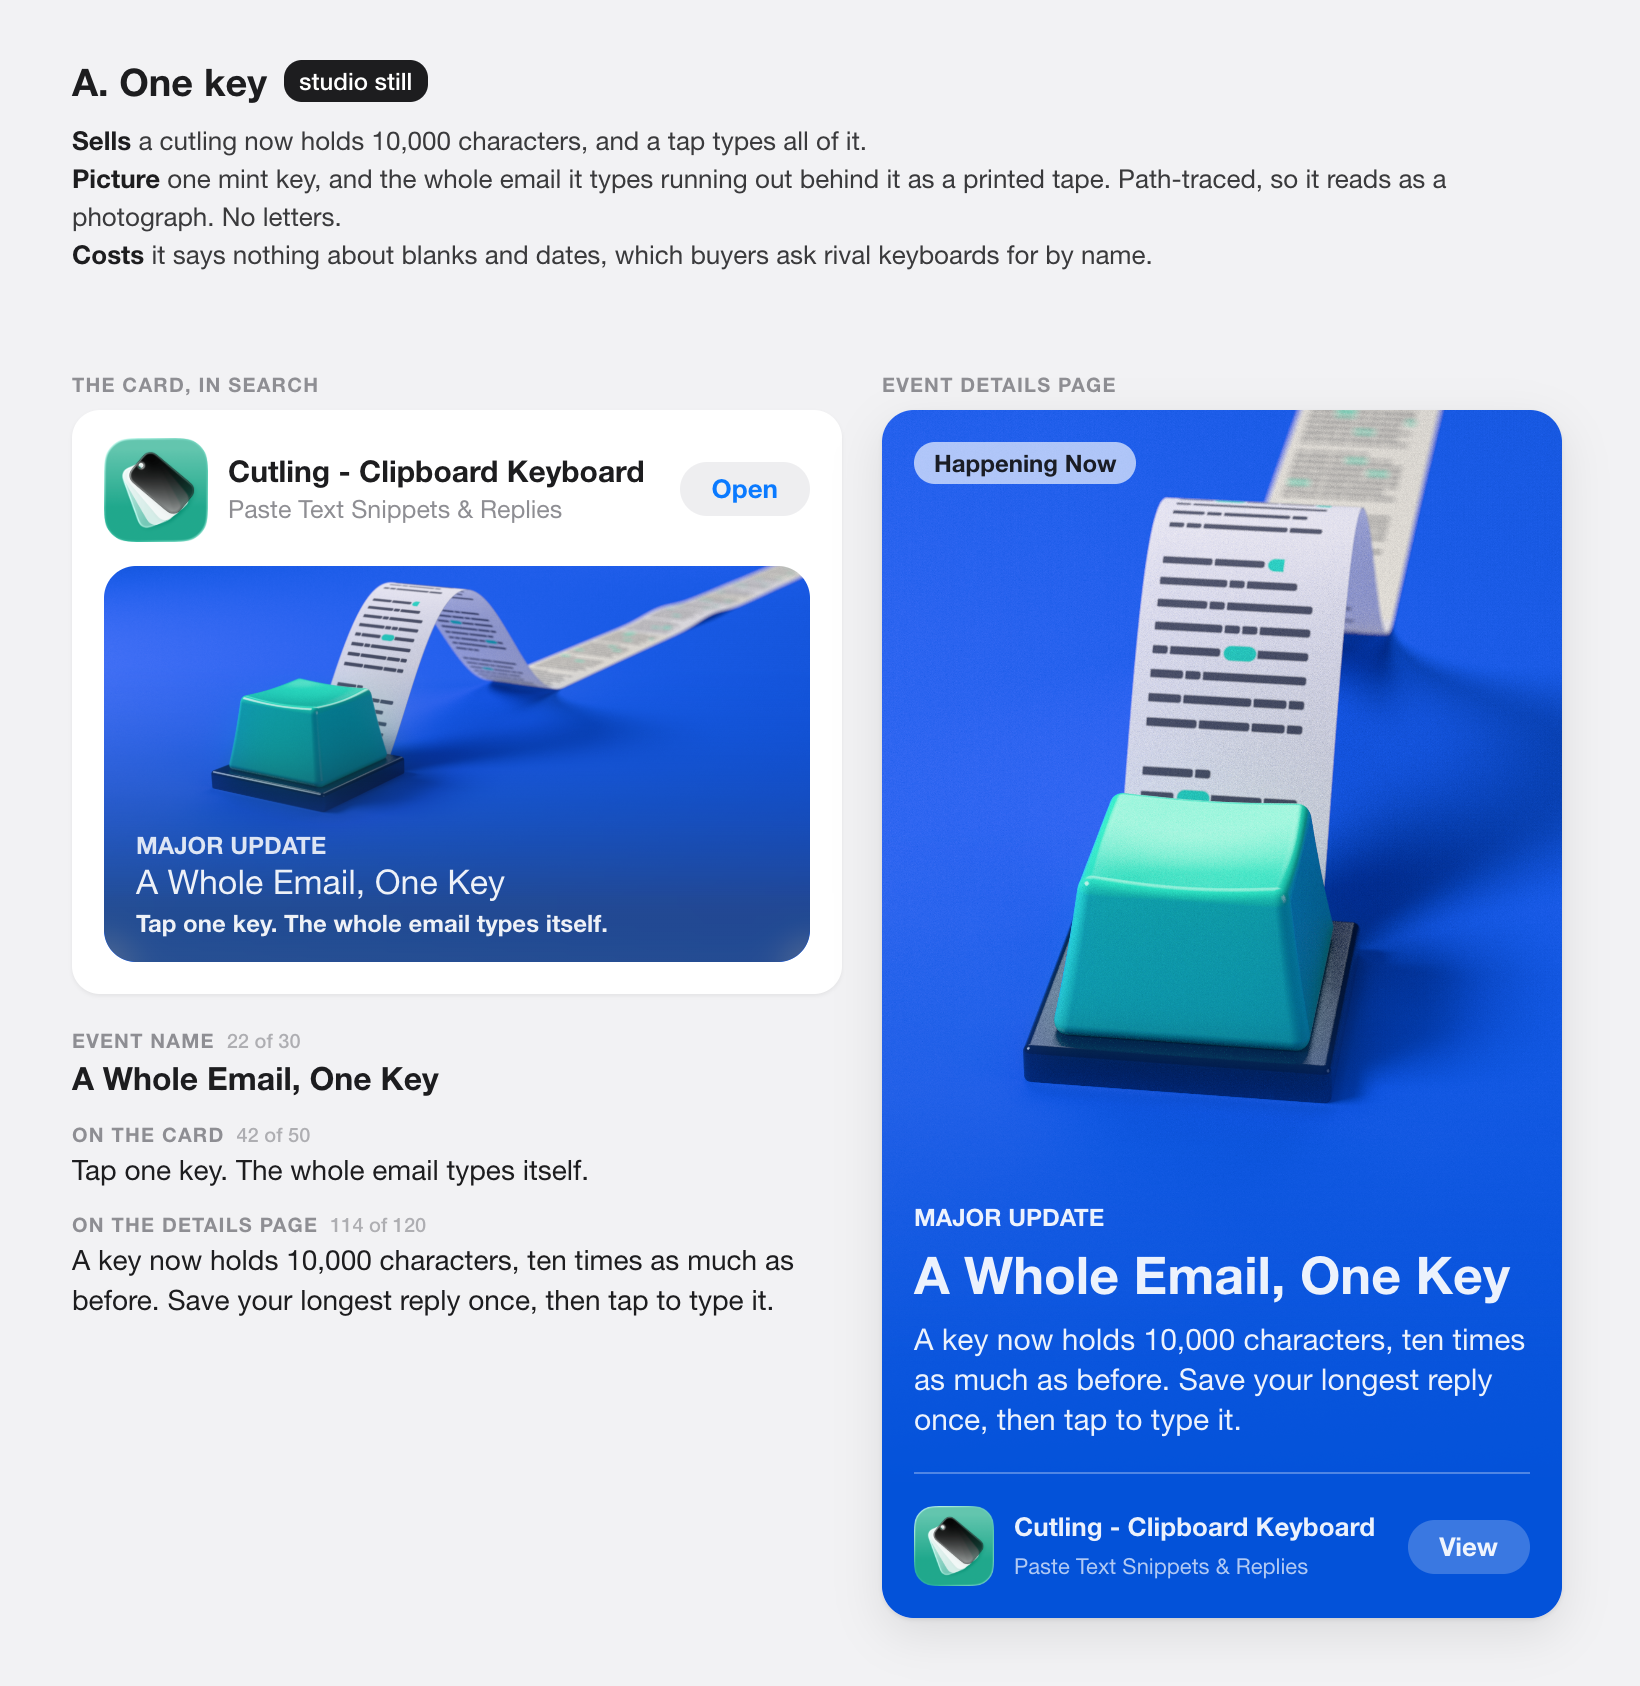 A. One key studio still
Sells a cutling now holds 10,000 characters, and a tap types all of it.
Picture one mint key, and the whole email it types running out behind it as a printed tape. Path-traced, so it reads as a
photograph. No letters.
Costs it says nothing about blanks and dates, which buyers ask rival keyboards for by name.
THE CARD, IN SEARCH
Cutling - Clipboard Keyboard
Paste Text Snippets & Replies
Open
MAJOR UPDATE
A Whole Email, One Key
Tap one key. The whole email types itself.
EVENT NAME 22 of 30
A Whole Email, One Key
ON THE CARD 42 of 50
Tap one key. The whole email types itself.
ON THE DETAILS PAGE 114 of 120
A key now holds 10,000 characters, ten times as much as
before. Save your longest reply once, then tap to type it.
EVENT DETAILS PAGE
Happening Now
MAJOR UPDATE
A Whole Email, One Key
A key now holds 10,000 characters, ten times
as much as before. Save your longest reply
once, then tap to type it.
Cutling - Clipboard Keyboard
Paste Text Snippets & Replies
View